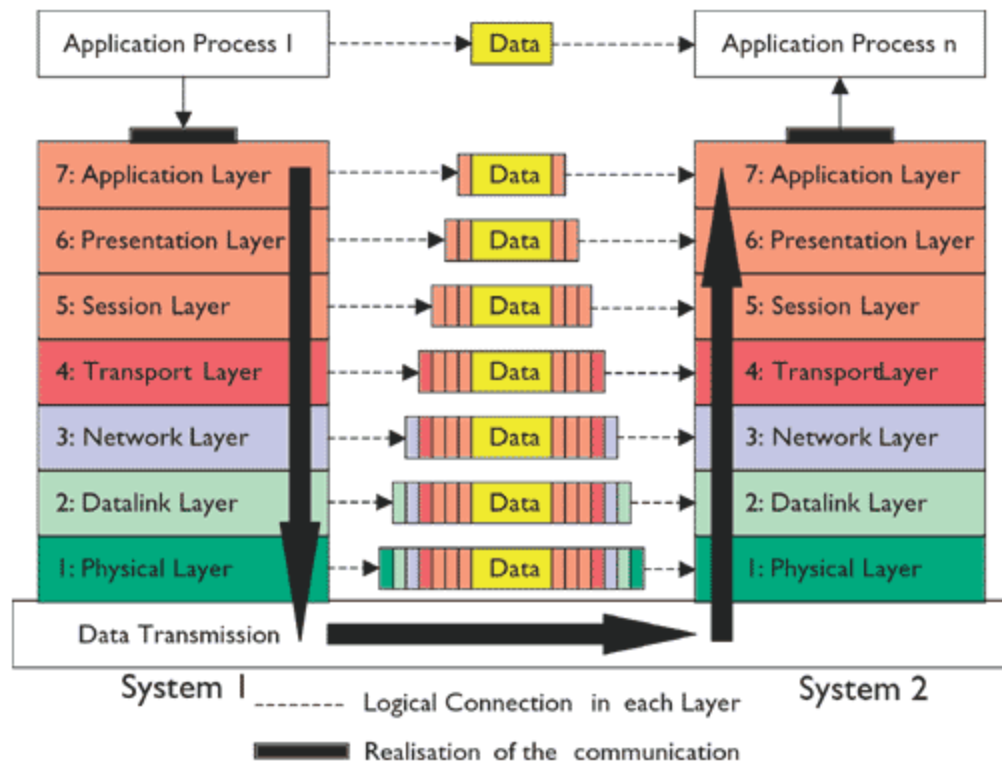 Application Process 1 Data Application Process n
7: Application Layer Data 7: Application Layer
6: Presentation Layer Data 6: Presentation Layer
5: Session Layer Data 5: Session Layer
4: Transport Layer Data 4: TransportLayer
3: Network Layer Data 3: Network Layer
2: Datalink Layer Data 2: Datalink Layer
1: Physical Layer Data 1: Physical Layer
Data Transmission
System 1 System 2
Logical Connection in each Layer
Realisation of the communication